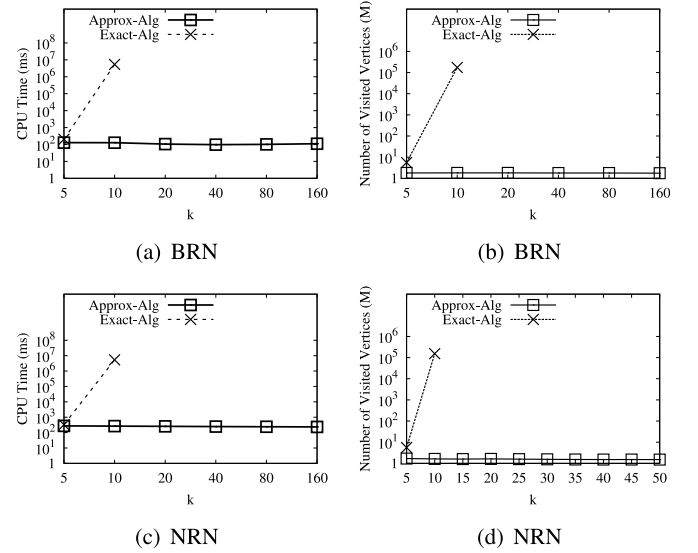 Approx-Alg
Exact-Alg
CPU Time (ms)
10^8
10^7
10^6
10^5
10^4
10^3
10^2
10^1
1
5 10 20 40 80 160
k
(a) BRN
Approx-Alg
Exact-Alg
Number of Visited Vertices (M)
10^6
10^5
10^4
10^3
10^2
10^1
1
5 10 20 40 80 160
k
(b) BRN
Approx-Alg
Exact-Alg
CPU Time (ms)
10^8
10^7
10^6
10^5
10^4
10^3
10^2
10^1
1
5 10 20 40 80 160
k
(c) NRN
Approx-Alg
Exact-Alg
Number of Visited Vertices (M)
10^6
10^5
10^4
10^3
10^2
10^1
1
5 10 15 20 25 30 35 40 45 50
k
(d) NRN